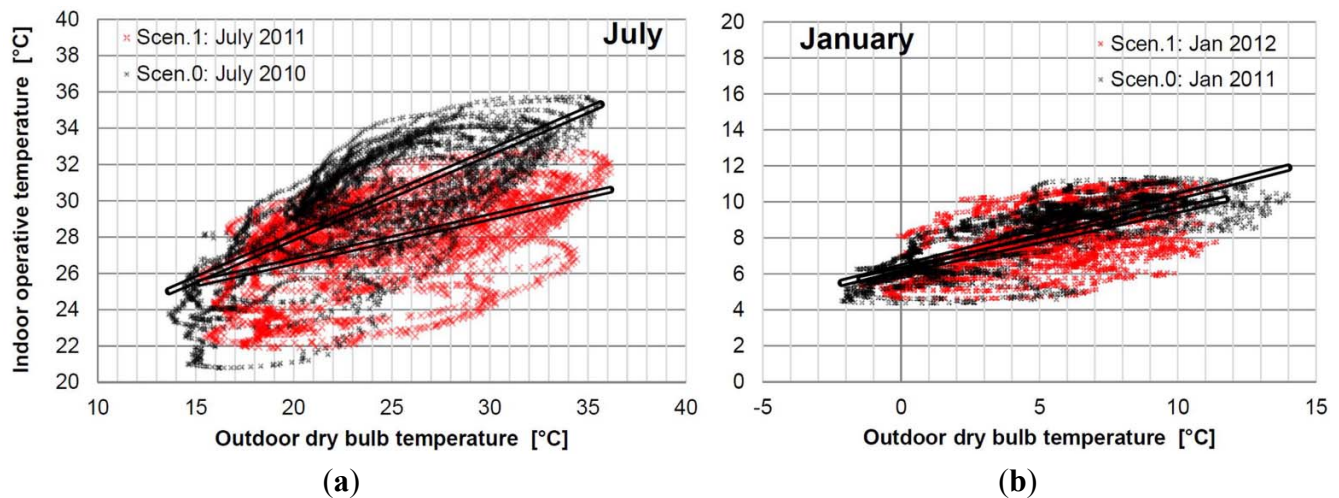 Indoor operative temperature [°C]
40
38
36
34
32
30
28
26
24
22
20
Scen.1: July 2011
Scen.0: July 2010
July
10 15 20 25 30 35 40
Outdoor dry bulb temperature [°C]
(a)
20
18
16
14
12
10
8
6
4
2
0
January
Scen.1: Jan 2012
Scen.0: Jan 2011
-5 0 5 10 15
Outdoor dry bulb temperature [°C]
(b)